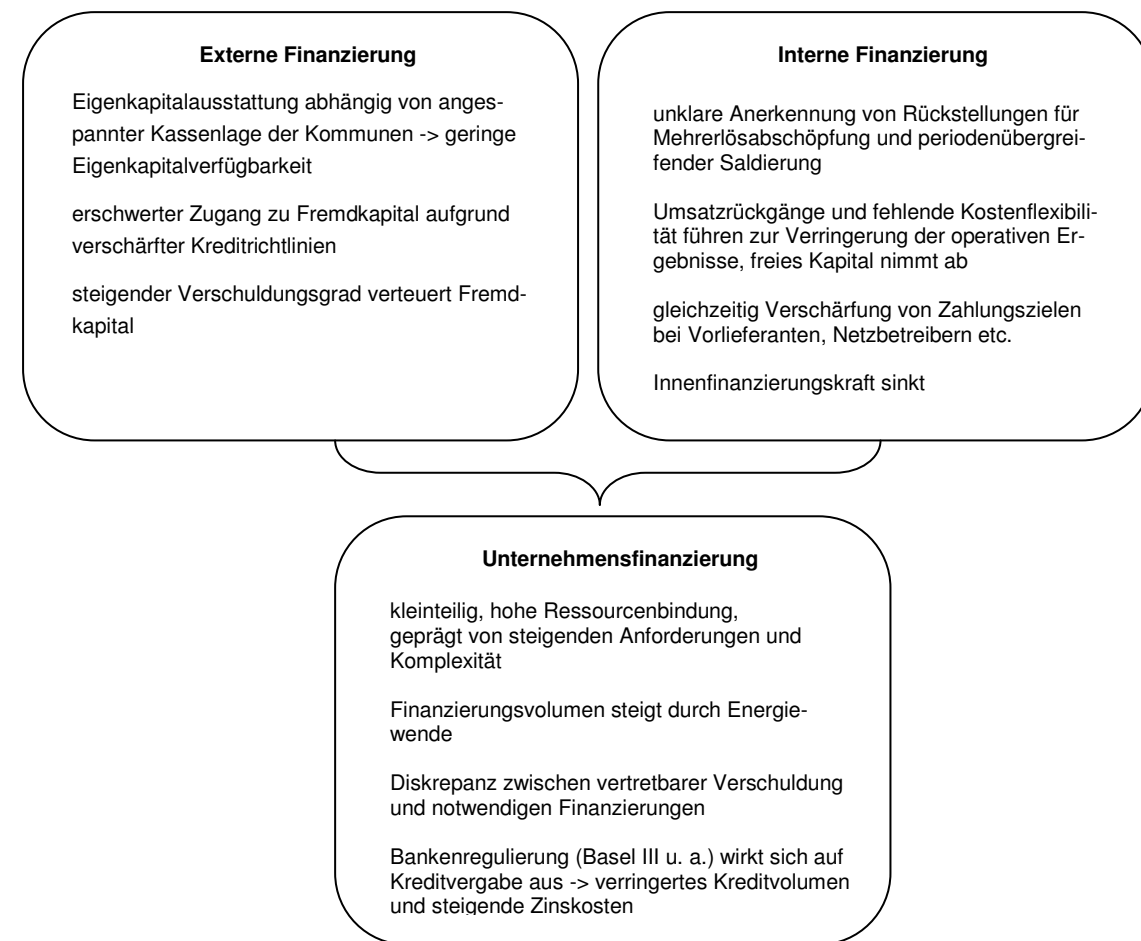 Externe Finanzierung
Eigenkapitalausstattung abhängig von ange-
spannter Kassenlage der Kommunen -> geringe
Eigenkapitalverfügbarkeit
erschwerter Zugang zu Fremdkapital aufgrund
verschärfter Kreditrichtlinien
steigender Verschuldungsgrad verteuert Fremd-
kapital
Interne Finanzierung
unklare Anerkennung von Rückstellungen für
Mehrerlösabschöpfung und periodenübergrei-
fender Saldierung
Umsatzrückgänge und fehlende Kostenflexibili-
tät führen zur Verringerung der operativen Er-
gebnisse, freies Kapital nimmt ab
gleichzeitig Verschärfung von Zahlungszielen
bei Vorlieferanten, Netzbetreibern etc.
Innenfinanzierungskraft sinkt
Unternehmensfinanzierung
kleinteilig, hohe Ressourcenbindung,
geprägt von steigenden Anforderungen und
Komplexität
Finanzierungsvolumen steigt durch Energie-
wende
Diskrepanz zwischen vertretbarer Verschuldung
und notwendigen Finanzierungen
Bankenregulierung (Basel III u. a.) wirkt sich auf
Kreditvergabe aus -> verringertes Kreditvolumen
und steigende Zinskosten